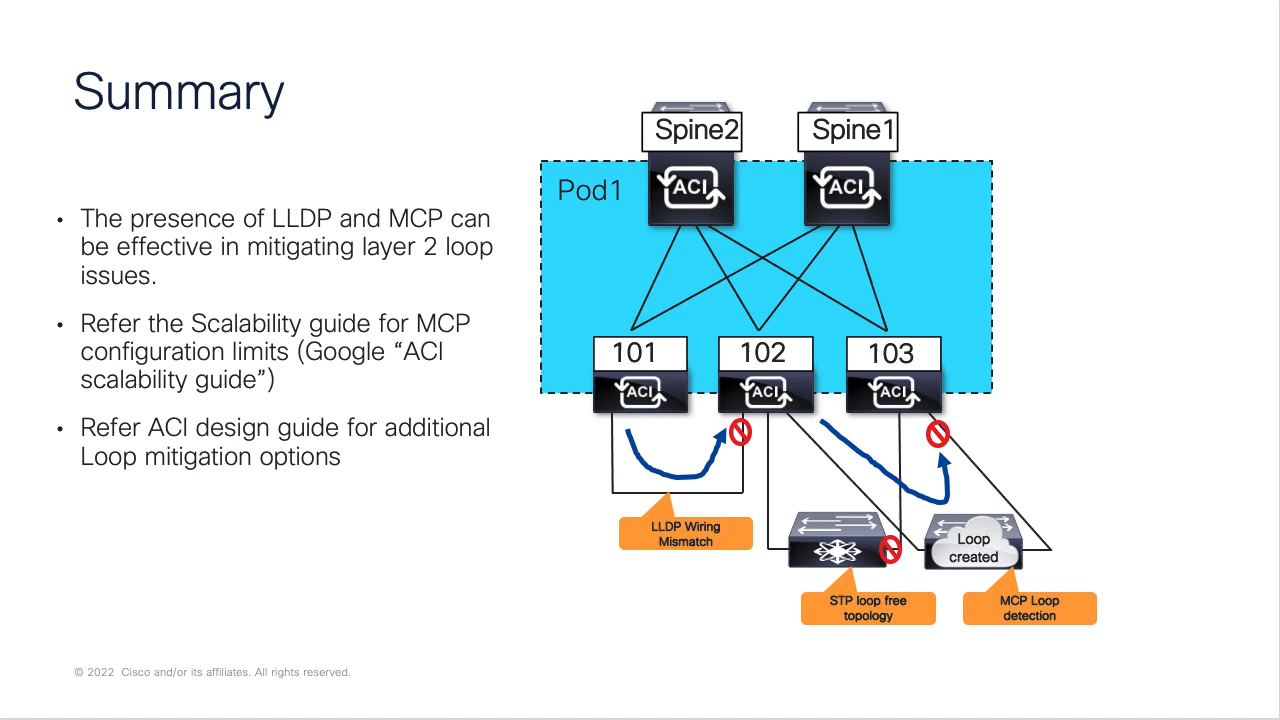 Summary
• The presence of LLDP and MCP can
be effective in mitigating layer 2 loop
issues.
• Refer the Scalability guide for MCP
configuration limits (Google “ACI
scalability guide”)
• Refer ACI design guide for additional
Loop mitigation options
Spine2
Spine1
Pod1
ACI
ACI
101
102
103
ACI
ACI
ACI
LLDP Wiring
Mismatch
Loop
created
STP loop free
topology
MCP Loop
detection
© 2022 Cisco and/or its affiliates. All rights reserved.